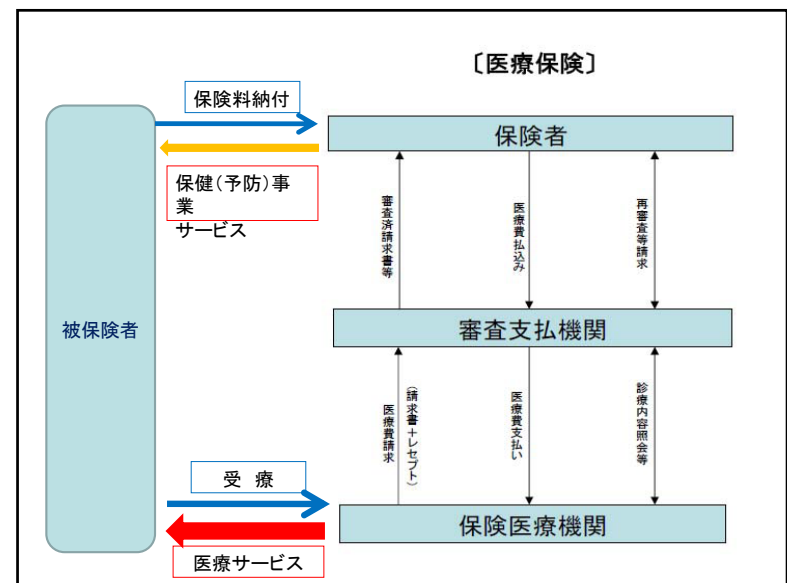 〔医療保険〕
保険料納付
保険者
保健(予防)事
業
サービス
審査済請求書等
医療費払込み
再審査等請求
被保険者
審査支払機関
医療費請求
(請求書+レセプト)
医療費支払い
診療内容照会等
受 療
保険医療機関
医療サービス